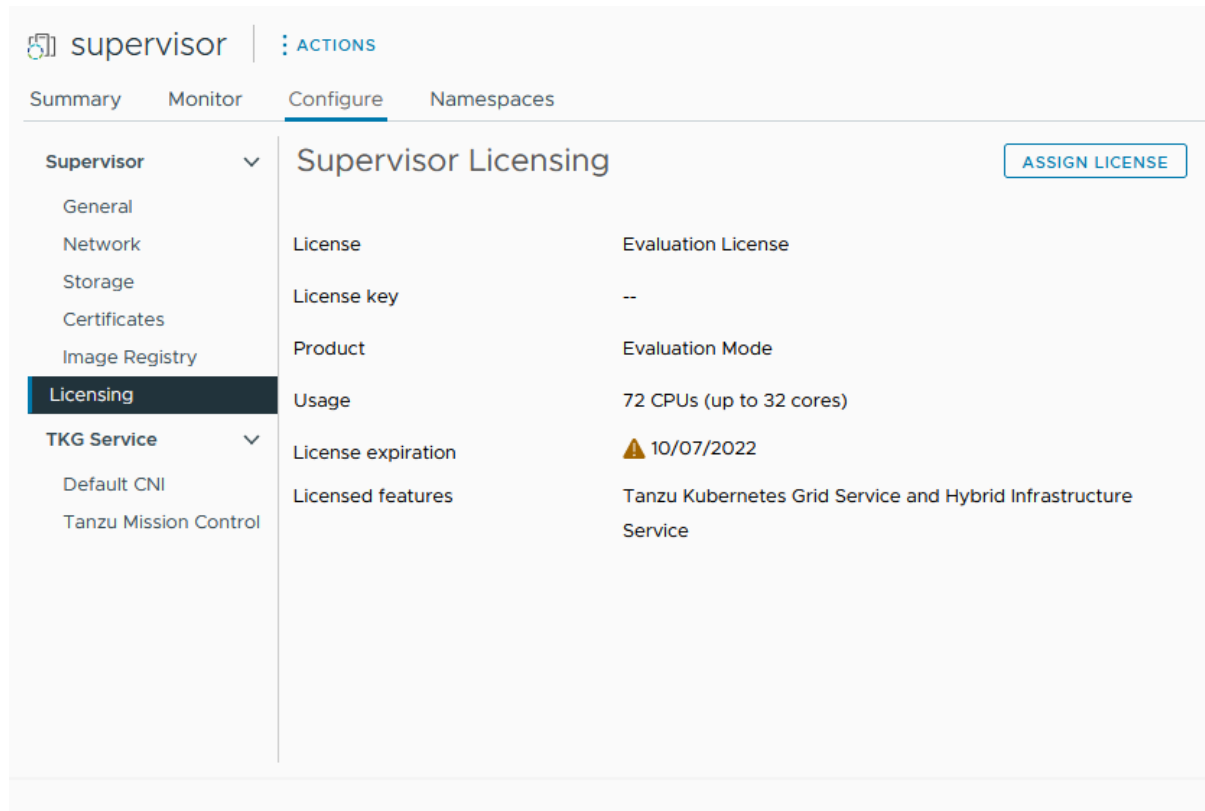 supervisor
ACTIONS
Summary Monitor Configure Namespaces
Supervisor
General
Network
Storage
Certificates
Image Registry
Licensing
TKG Service
Default CNI
Tanzu Mission Control
Supervisor Licensing
ASSIGN LICENSE
License Evaluation License
License key --
Product Evaluation Mode
Usage 72 CPUs (up to 32 cores)
License expiration 10/07/2022
Licensed features Tanzu Kubernetes Grid Service and Hybrid Infrastructure
Service